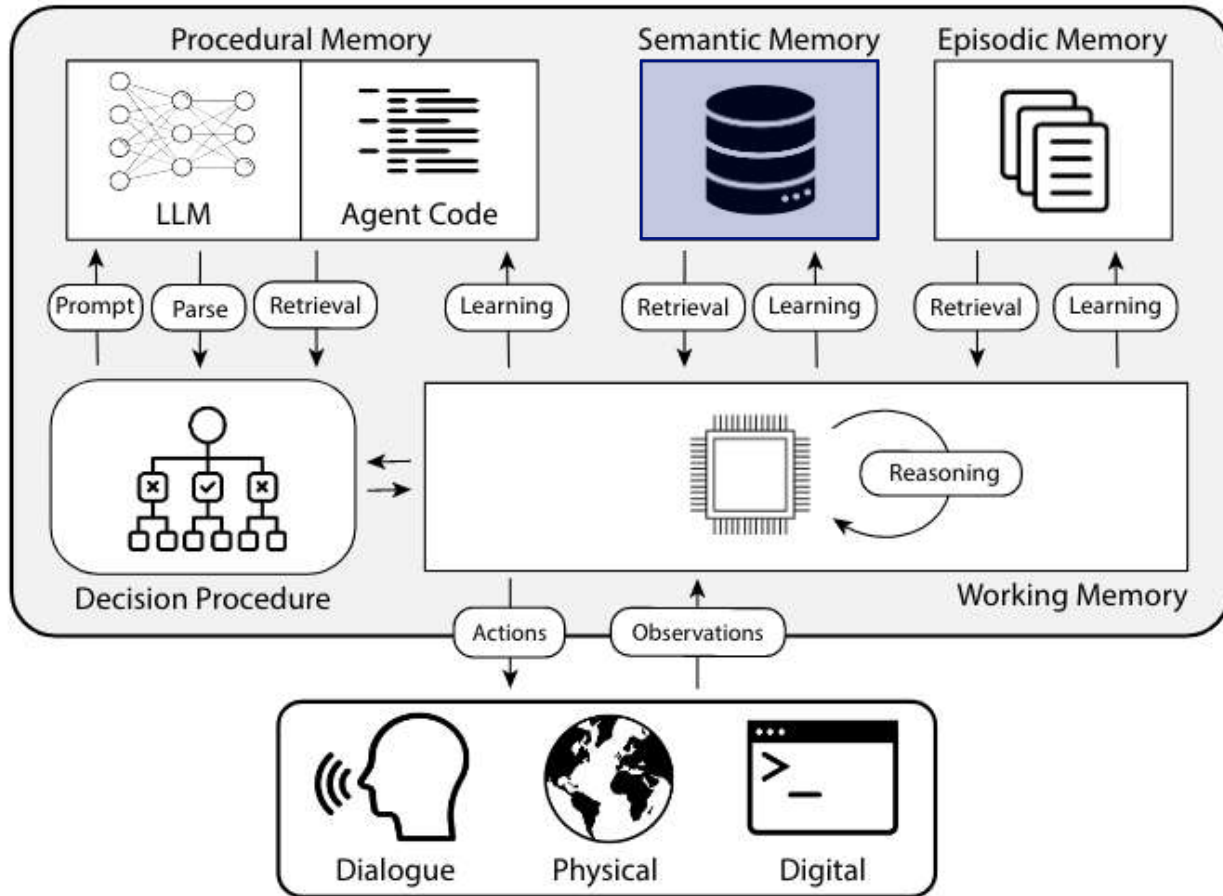 Procedural Memory
Semantic Memory
Episodic Memory
LLM
Agent Code
Prompt
Parse
Retrieval
Learning
Retrieval
Learning
Retrieval
Learning
Reasoning
Decision Procedure
Working Memory
Actions
Observations
>_
Dialogue
Physical
Digital